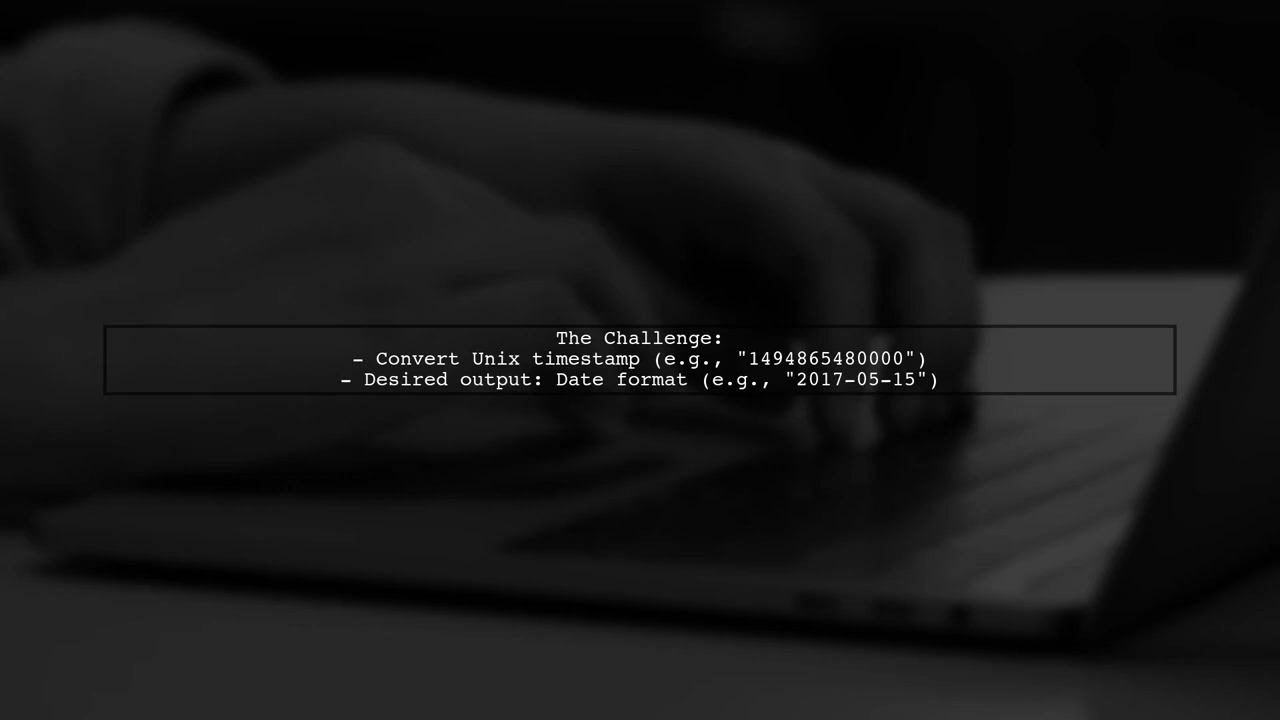 The Challenge:
- Convert Unix timestamp (e.g., "1494865480000")
- Desired output: Date format (e.g., "2017-05-15")